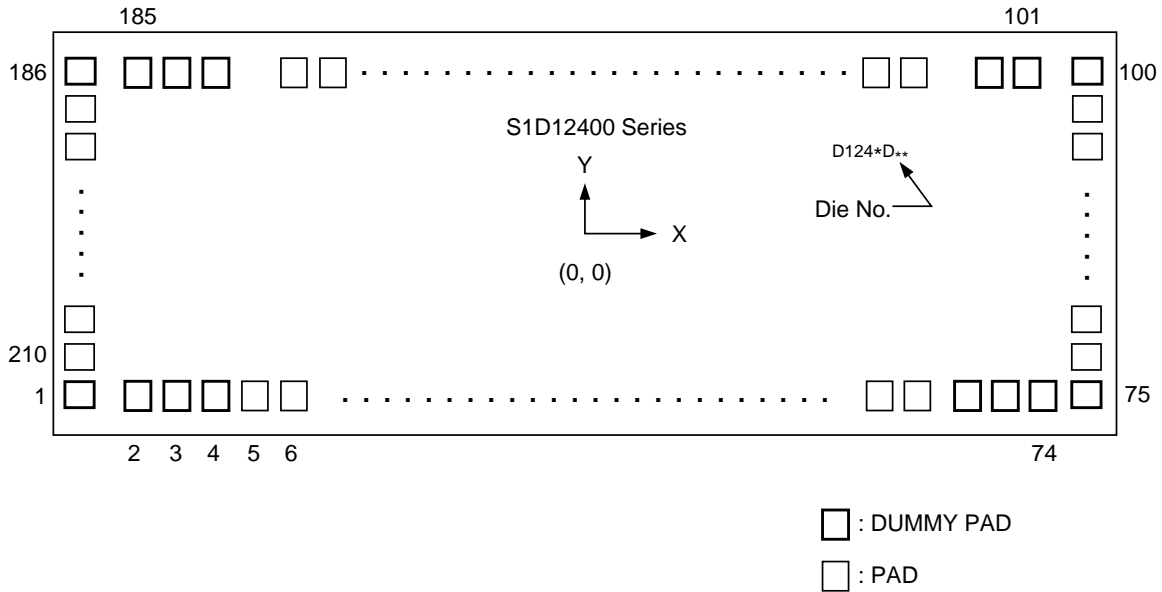 185 101
186 100
S1D12400 Series
D124*D**
Y
Die No.
X
(0, 0)
210
1 75
2 3 4 5 6 74
: DUMMY PAD
: PAD